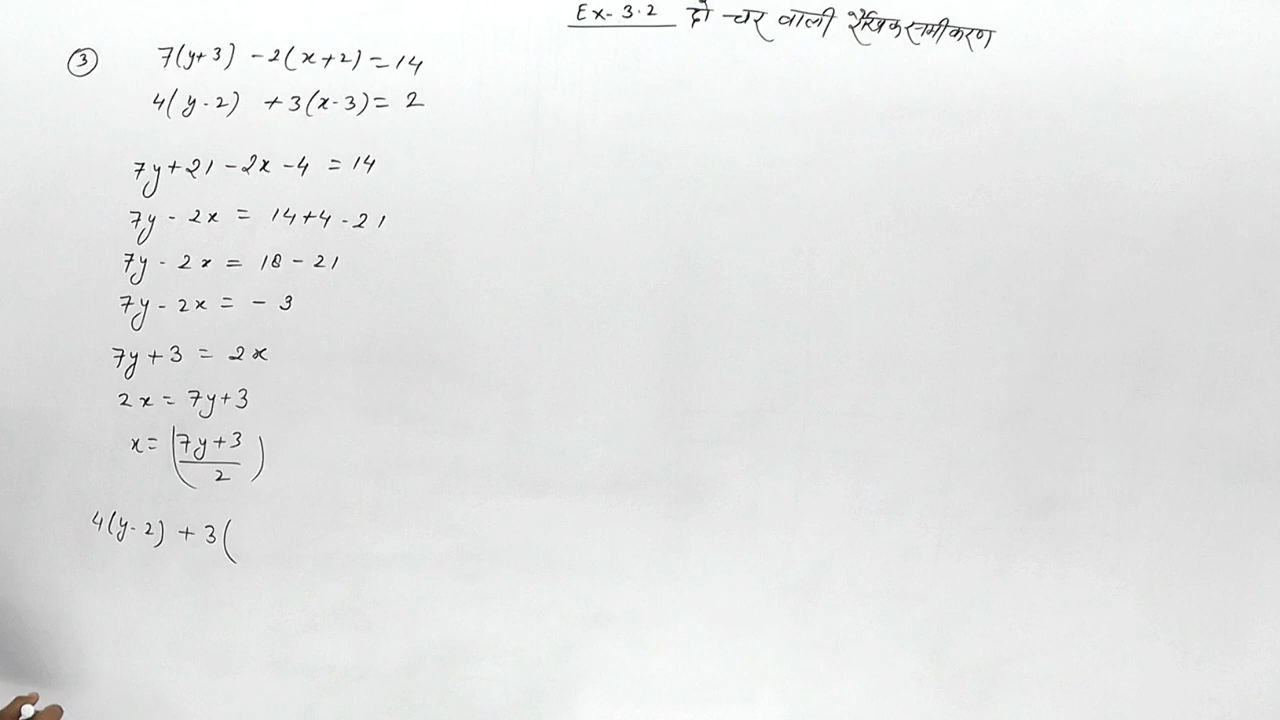 Ex- 3.2 दो चर वाली रैखिक समीकरण
③ 7(y+3) -2(x+2)=14
4(y-2) +3(x-3)= 2
7y+21-2x-4 =14
7y-2x = 14+4-21
7y-2x = 18-21
7y-2x = -3
7y+3 = 2x
2x = 7y+3
x= (7y+3/2)
4(y-2) +3(